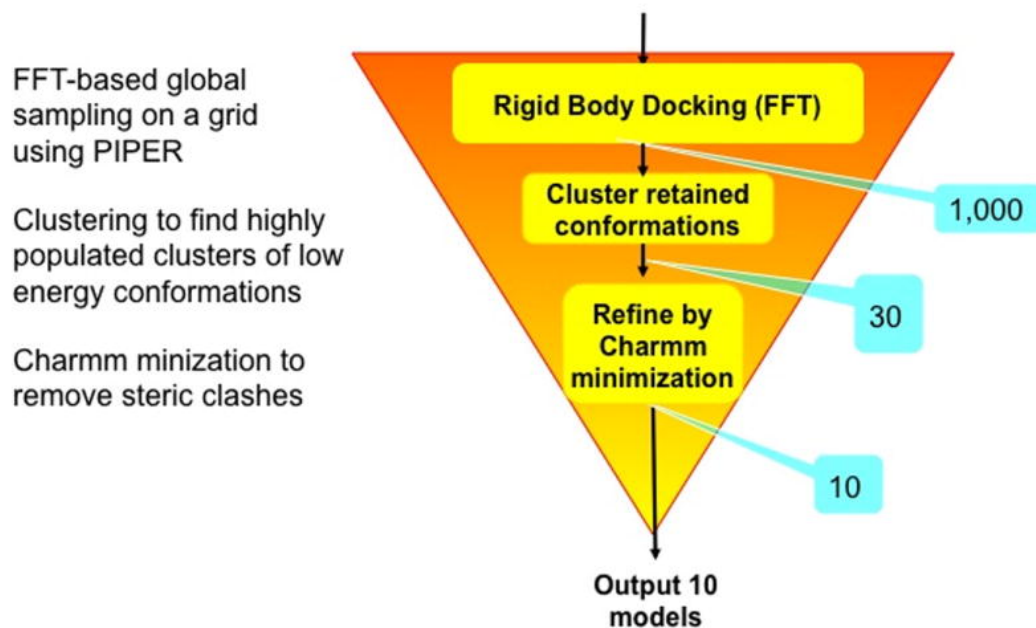 FFT-based global
sampling on a grid
using PIPER
Clustering to find highly
populated clusters of low
energy conformations
Charmm minization to
remove steric clashes
Rigid Body Docking (FFT)
1,000
Cluster retained
conformations
30
Refine by
Charmm
minimization
10
Output 10
models